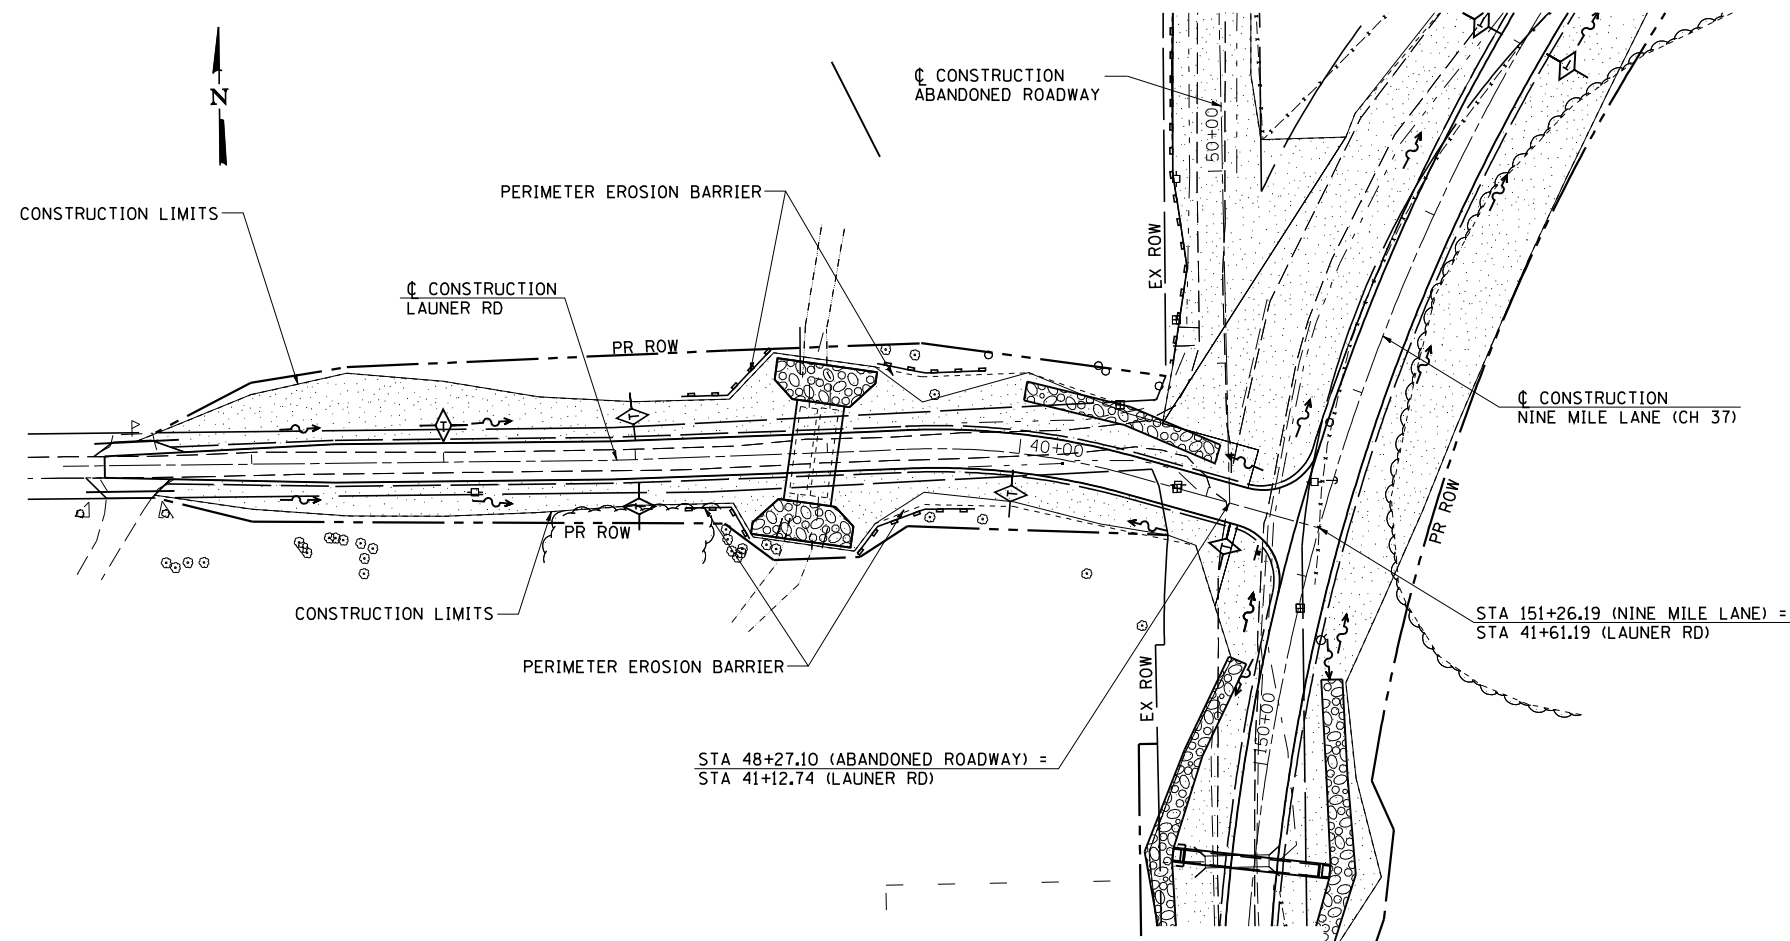 ℄ CONSTRUCTION
ABANDONED ROADWAY
N
50+00
PERIMETER EROSION BARRIER
CONSTRUCTION LIMITS
EX ROW
℄ CONSTRUCTION
LAUNER RD
PR ROW
℄ CONSTRUCTION
NINE MILE LANE (CH 37)
T
T
40+00
T
T
T
PR ROW
PR ROW
CONSTRUCTION LIMITS
STA 151+26.19 (NINE MILE LANE) =
STA 41+61.19 (LAUNER RD)
PERIMETER EROSION BARRIER
EX ROW
150+00
STA 48+27.10 (ABANDONED ROADWAY) =
STA 41+12.74 (LAUNER RD)